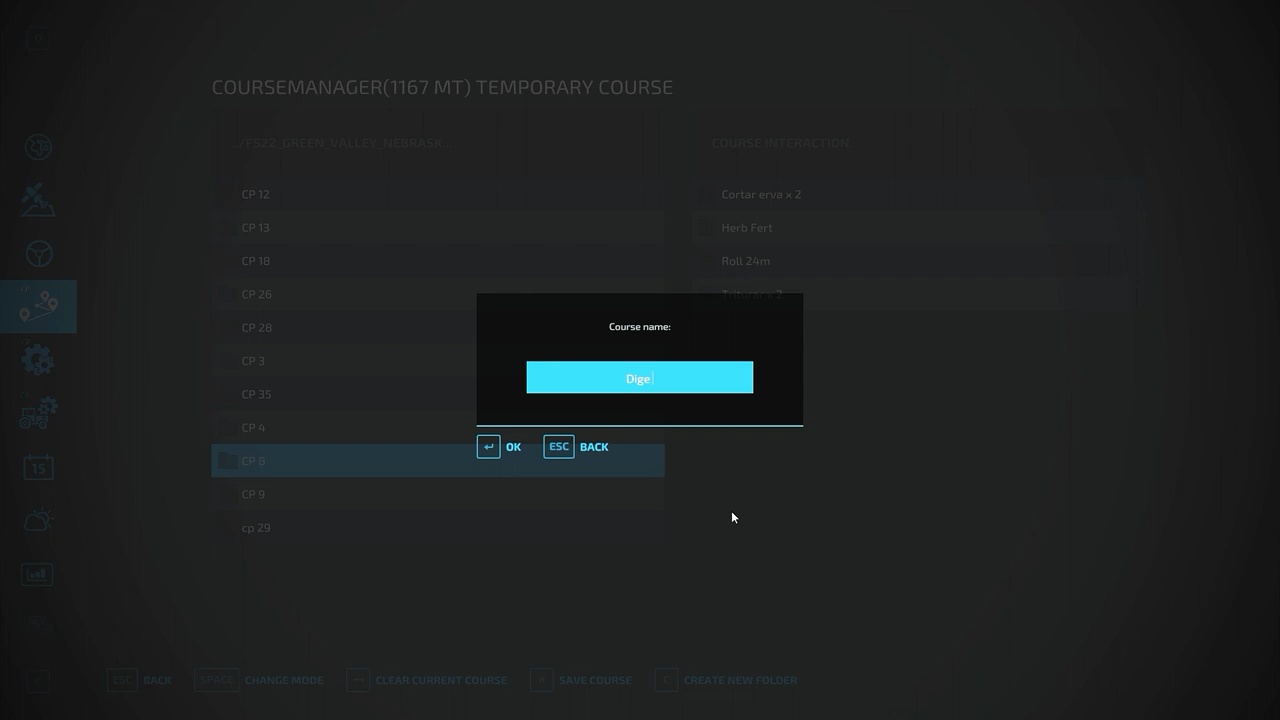 COURSEMANAGER(1167 MT) TEMPORARY COURSE
../FS22_GREEN_VALLEY_NEBRASK..
COURSE INTERACTION
CP 12
CP 13
CP 18
CP 26
CP 28
CP 3
CP 35
CP 4
CP 8
CP 9
cp 29
Cortar erva x 2
Herb Fert
Roll 24m
Triturar x 2
Course name:
Dige
OK
ESC BACK
15
ESC BACK
SPACE CHANGE MODE
CLEAR CURRENT COURSE
SAVE COURSE
CREATE NEW FOLDER